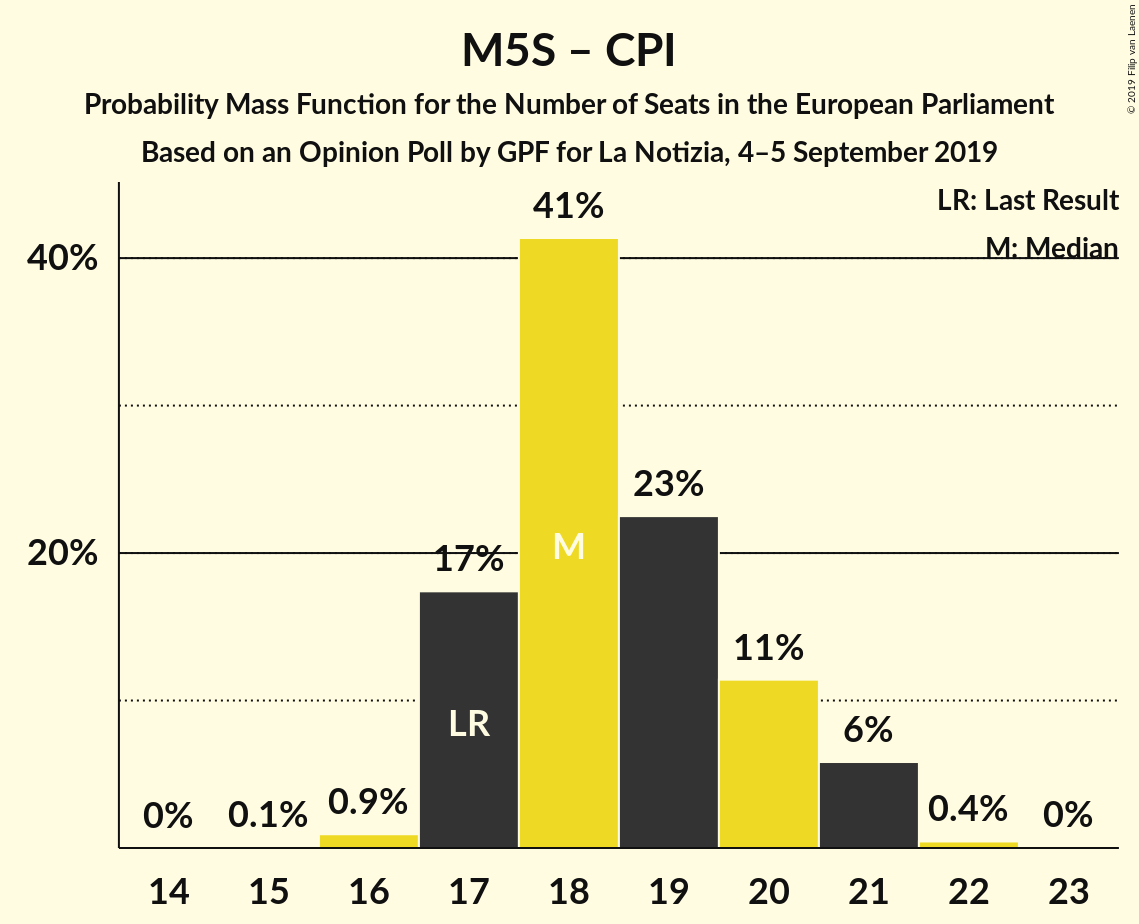 M5S – CPI
Probability Mass Function for the Number of Seats in the European Parliament
Based on an Opinion Poll by GPF for La Notizia, 4–5 September 2019
© 2019 Filip van Laenen
LR: Last Result
M: Median
40%
20%
0%
0.1%
0.9%
17%
41%
23%
11%
6%
0.4%
0%
LR
M
14 15 16 17 18 19 20 21 22 23